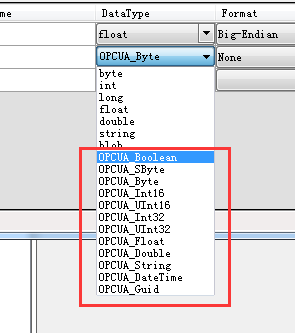 me DataType Format
float Big-Endian
OPCUA_Byte None
byte
int
long
float
double
string
blob
OPCUA_Boolean
OPCUA_SByte
OPCUA_Byte
OPCUA_Int16
OPCUA_UInt16
OPCUA_Int32
OPCUA_UInt32
OPCUA_Float
OPCUA_Double
OPCUA_String
OPCUA_DateTime
OPCUA_Guid